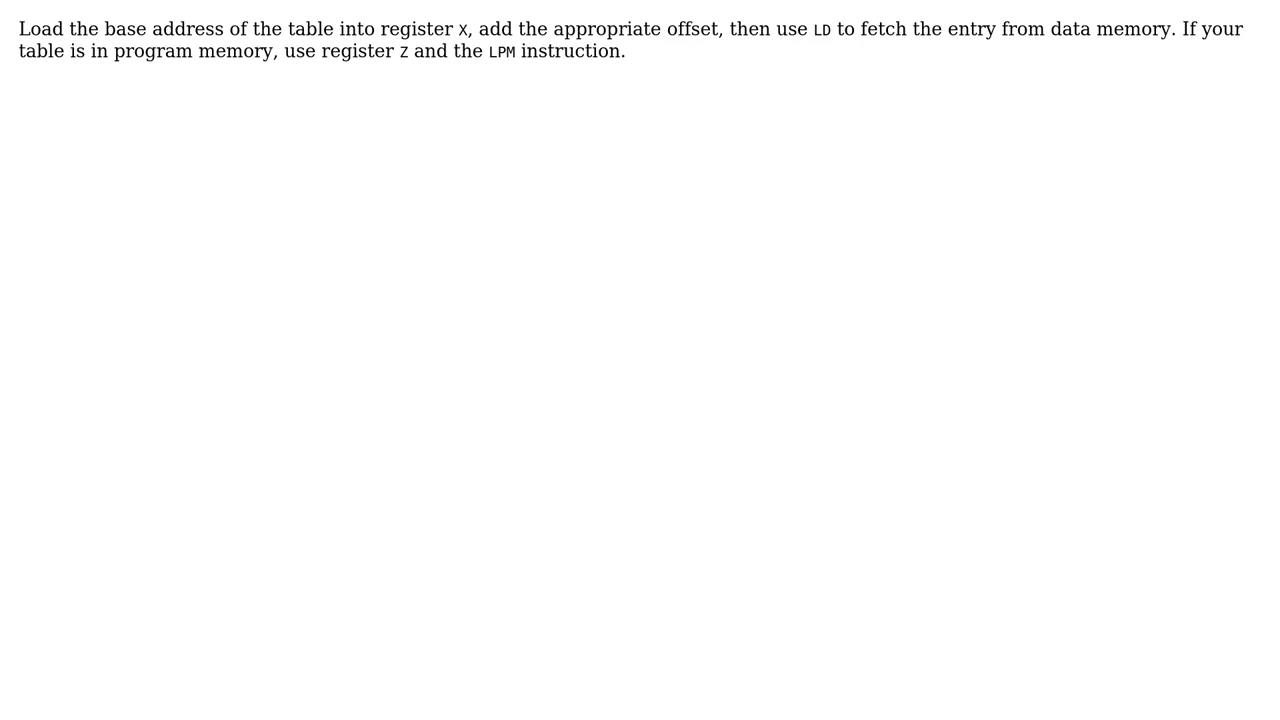 Load the base address of the table into register X, add the appropriate offset, then use LD to fetch the entry from data memory. If your
table is in program memory, use register Z and the LPM instruction.